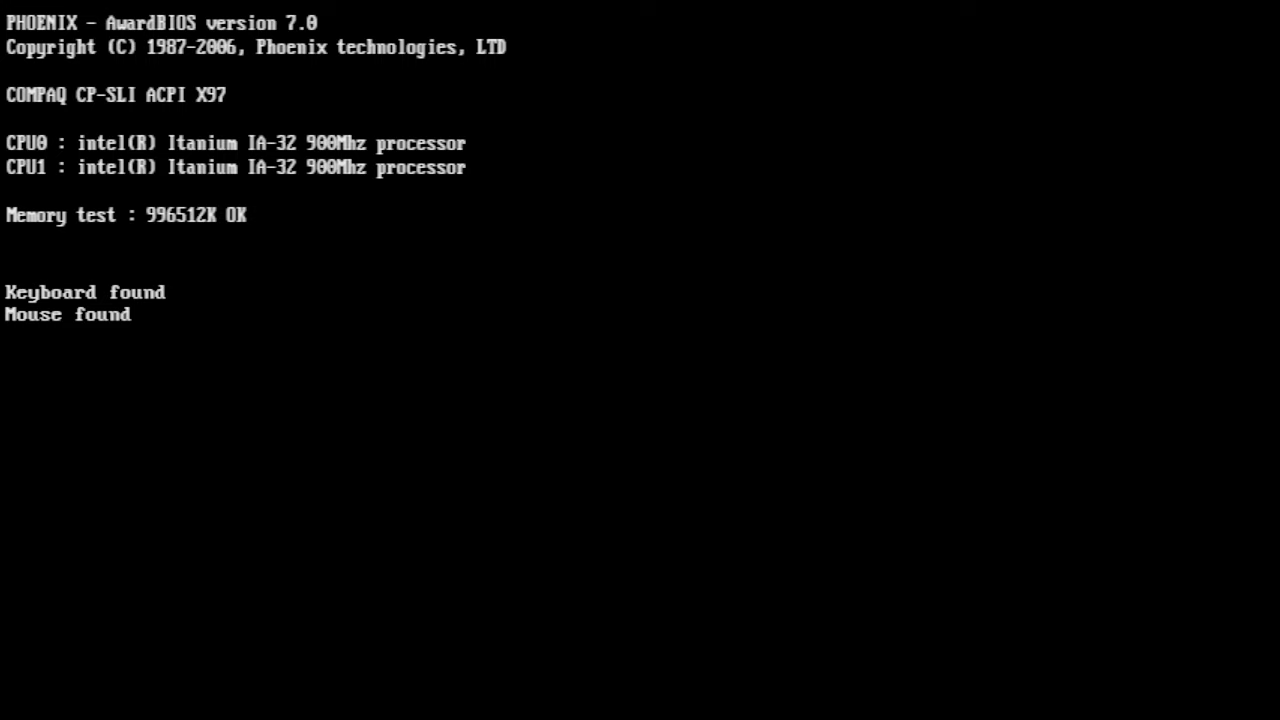 PHOENIX - AwardBIOS version 7.0
Copyright (C) 1987-2006, Phoenix technologies, LTD
COMPAQ CP-SLI ACPI X97
CPU0 : intel(R) Itanium IA-32 900Mhz processor
CPU1 : intel(R) Itanium IA-32 900Mhz processor
Memory test : 996512K OK
Keyboard found
Mouse found